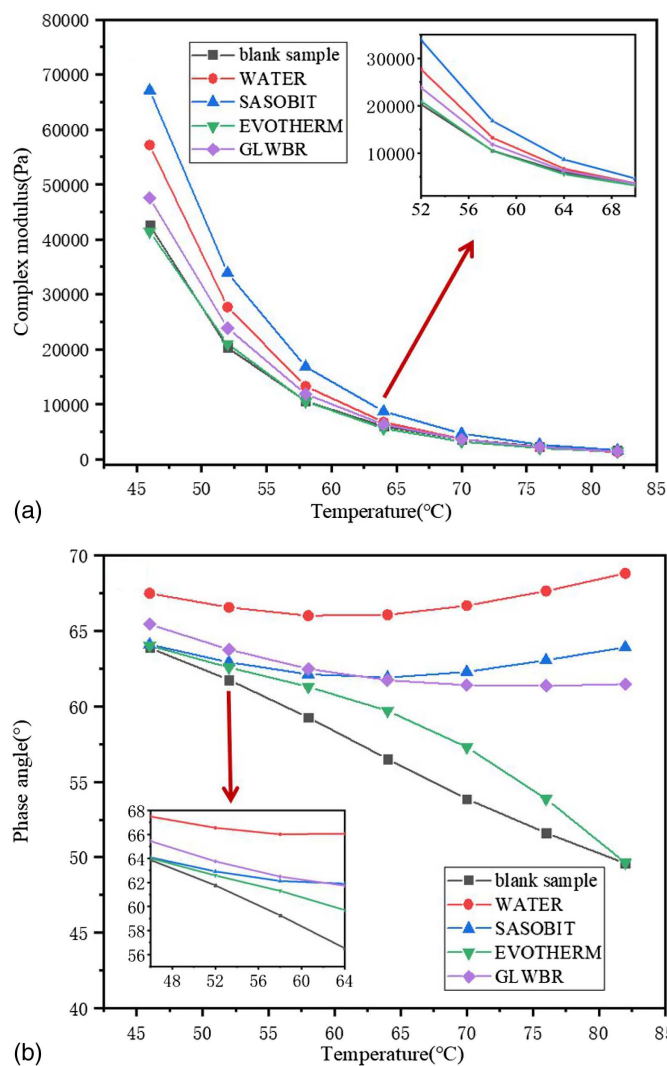 80000
70000
60000
50000
40000
30000
20000
10000
0
Complex modulus(Pa)
blank sample
WATER
SASOBIT
EVOTHERM
GLWBR
30000
20000
10000
52 56 60 64 68
45 50 55 60 65 70 75 80 85
Temperature(℃)
(a)
70
65
60
55
50
45
40
Phase angle(°)
68
66
64
62
60
58
56
48 52 56 60 64
blank sample
WATER
SASOBIT
EVOTHERM
GLWBR
45 50 55 60 65 70 75 80 85
Temperature(℃)
(b)